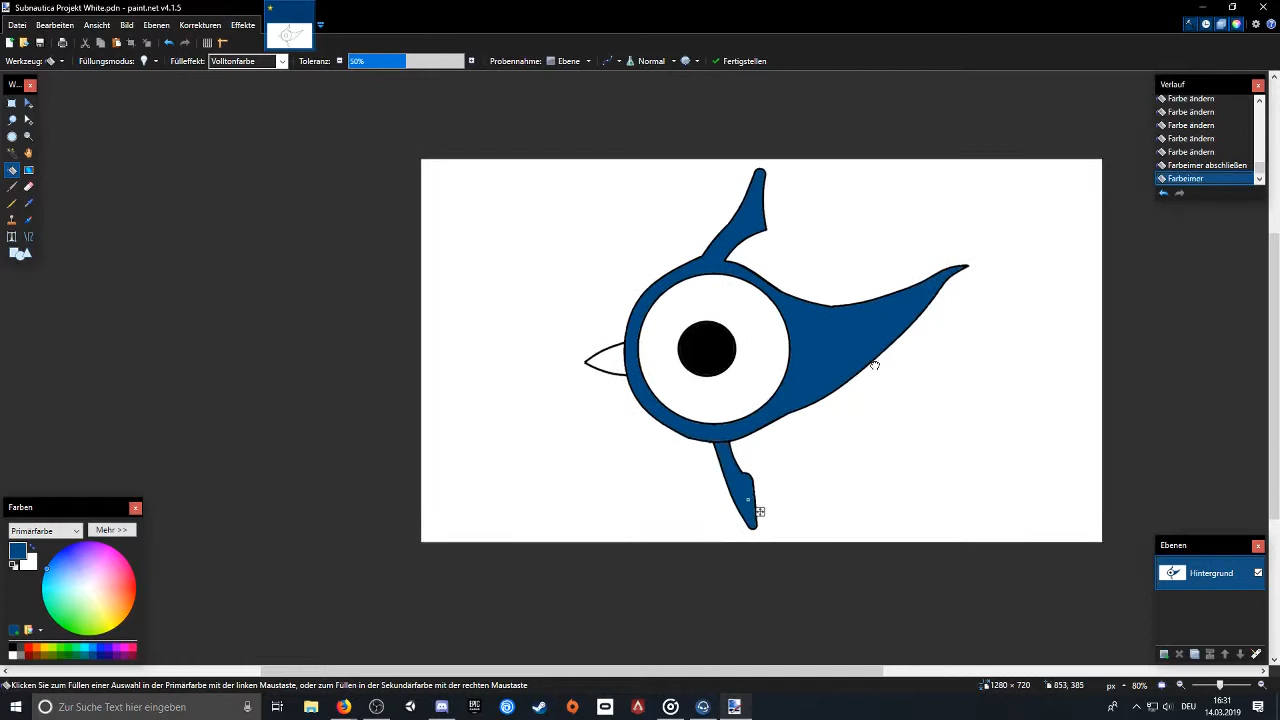 Subnautica Projekt White.pdn - paint.net v4.1.5
Datei Bearbeiten Ansicht Bild Ebenen Korrekturen Effekte
Werkzeug: Füllungsmodus: Fülleffekt: Volltonfarbe Toleranz: 50% Probennahme: Ebene Normal Fertigstellen
W...
Verlauf
Farbe ändern
Farbe ändern
Farbe ändern
Farbe ändern
Farbe ändern
Farbeimer abschließen
Farbeimer
Farben
Primärfarbe Mehr >>
Ebenen
Hintergrund
Klicken Sie zum Füllen einer Auswahl in der Primärfarbe mit der linken Maustaste, oder zum Füllen in der Sekundärfarbe mit der rechten Maustaste 1280 × 720 853, 385 px 80%
Zur Suche Text hier eingeben
EPIC
DEU
16:31
14.03.2019